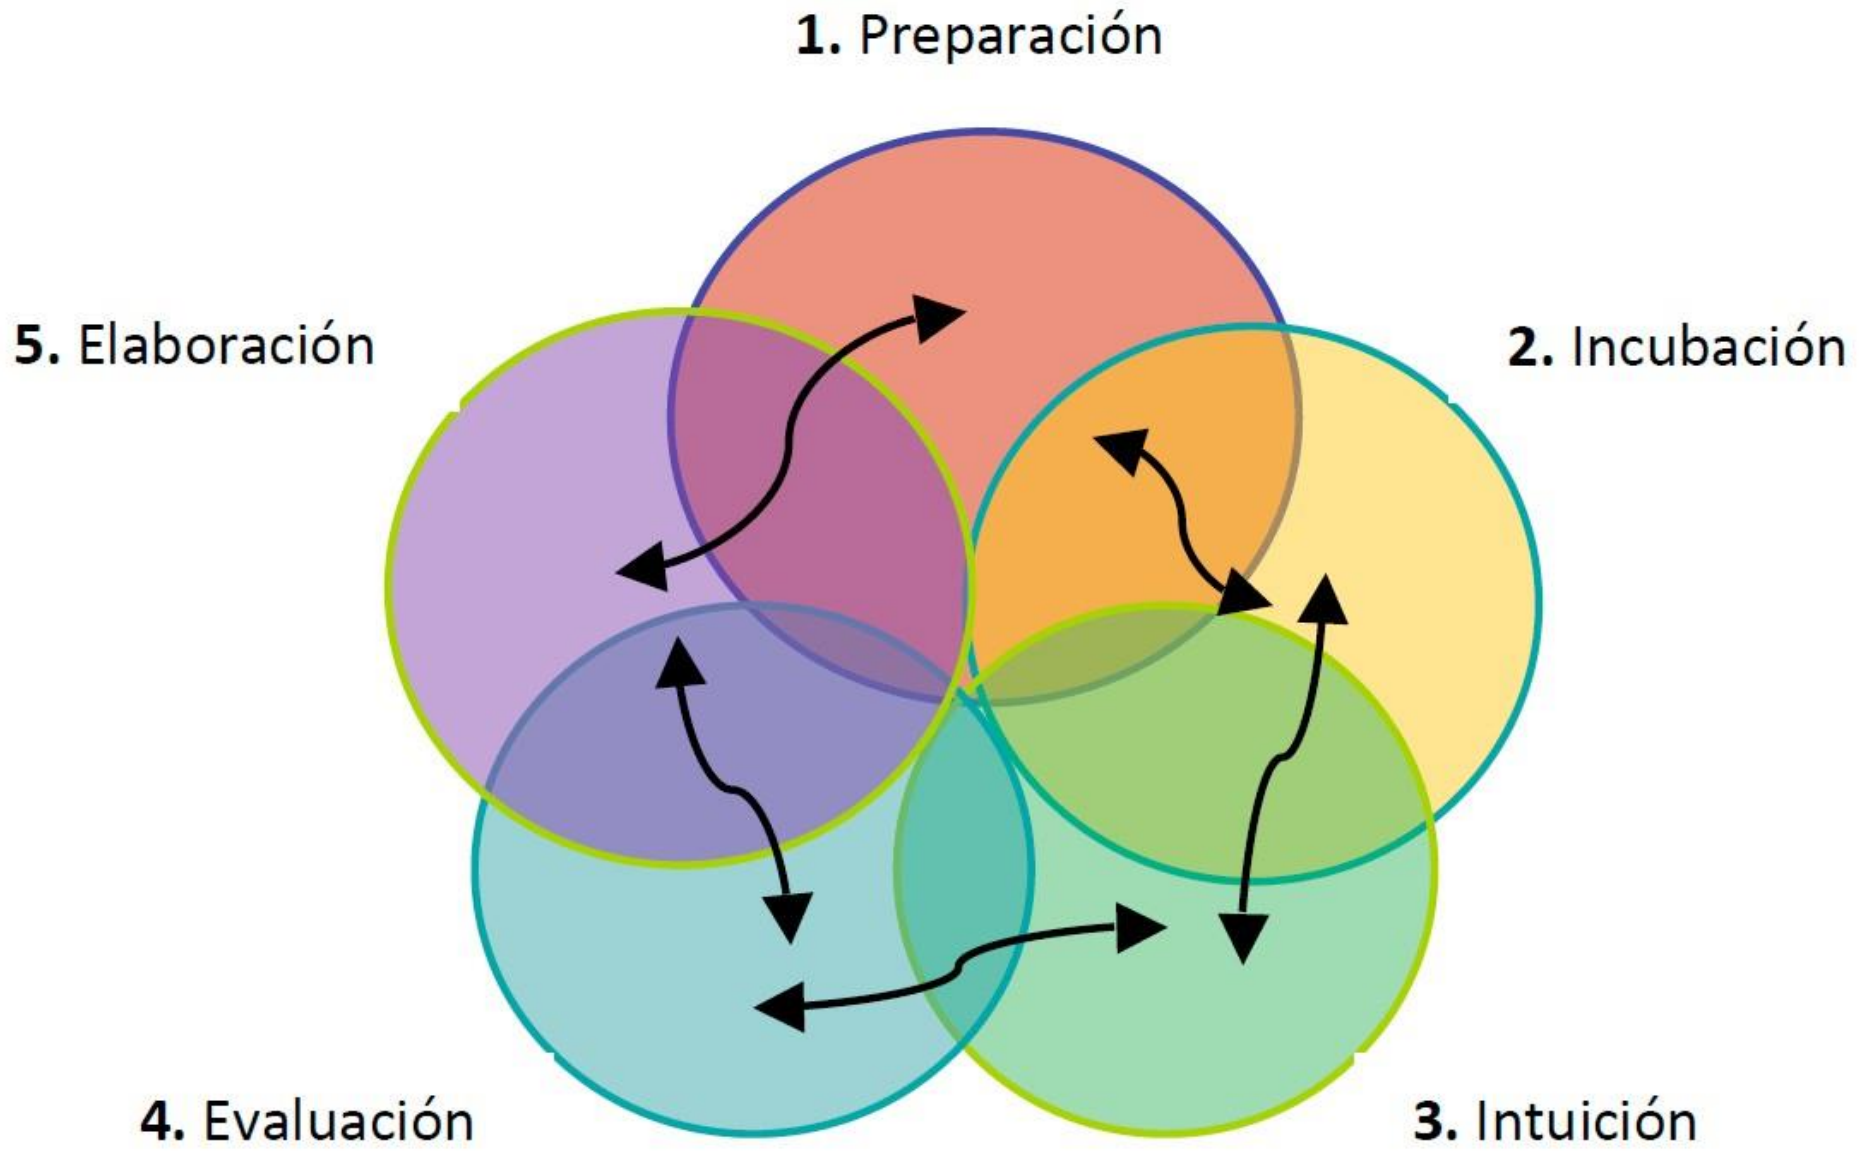 1. Preparación
2. Incubación
3. Intuición
4. Evaluación
5. Elaboración